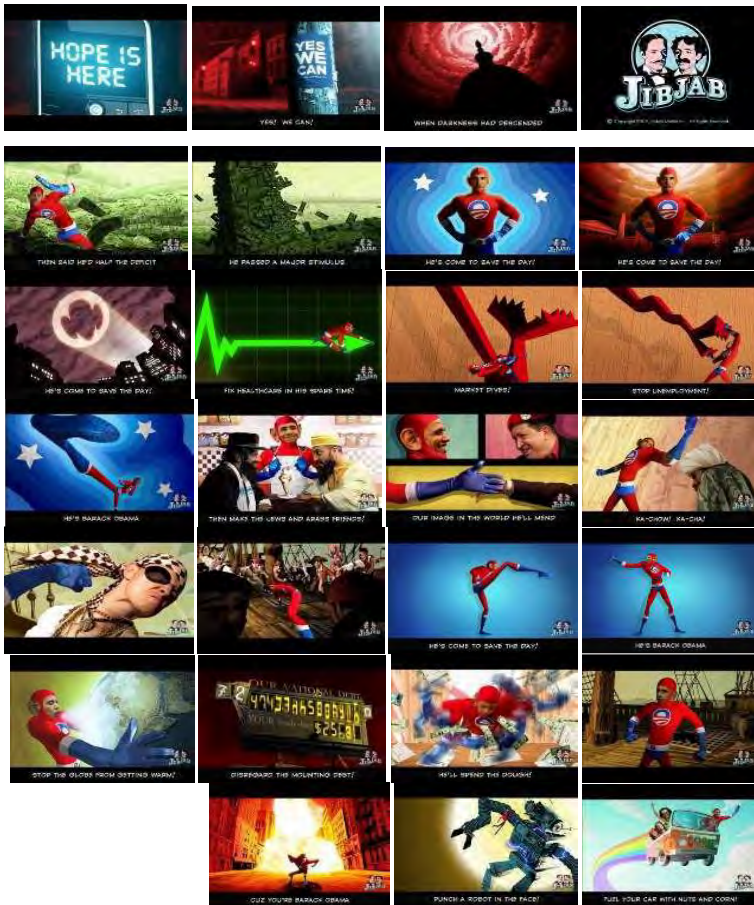 HOPE IS
HERE
YES
WE
CAN
YES! WE CAN!
WHEN DARKNESS HAD DESCENDED
JIBJAB
THEN SAID HE'D HALF THE DEFICIT
HE PASSED A MAJOR STIMULUS
HE'S COME TO SAVE THE DAY!
HE'S COME TO SAVE THE DAY!
HE'S COME TO SAVE THE DAY!
FIX HEALTHCARE IN HIS SPARE TIME!
MARKET DIVES!
STOP UNEMPLOYMENT!
HE'S BARACK OBAMA
THEN MAKE THE JEWS AND ARABS FRIENDS!
OUR IMAGE IN THE WORLD HE'LL MEND
KA-CHOW! KA-CHA!
HE'S COME TO SAVE THE DAY!
HE'S BARACK OBAMA
STOP THE GLOBE FROM GETTING WARM!
OUR NATIONAL DEBT
YOUR
DISREGARD THE MOUNTING DEBT!
HE'LL SPEND THE DOUGH!
CUZ YOU'RE BARACK OBAMA
PUNCH A ROBOT IN THE FACE!
FUEL YOUR CAR WITH NUTS AND CORN!